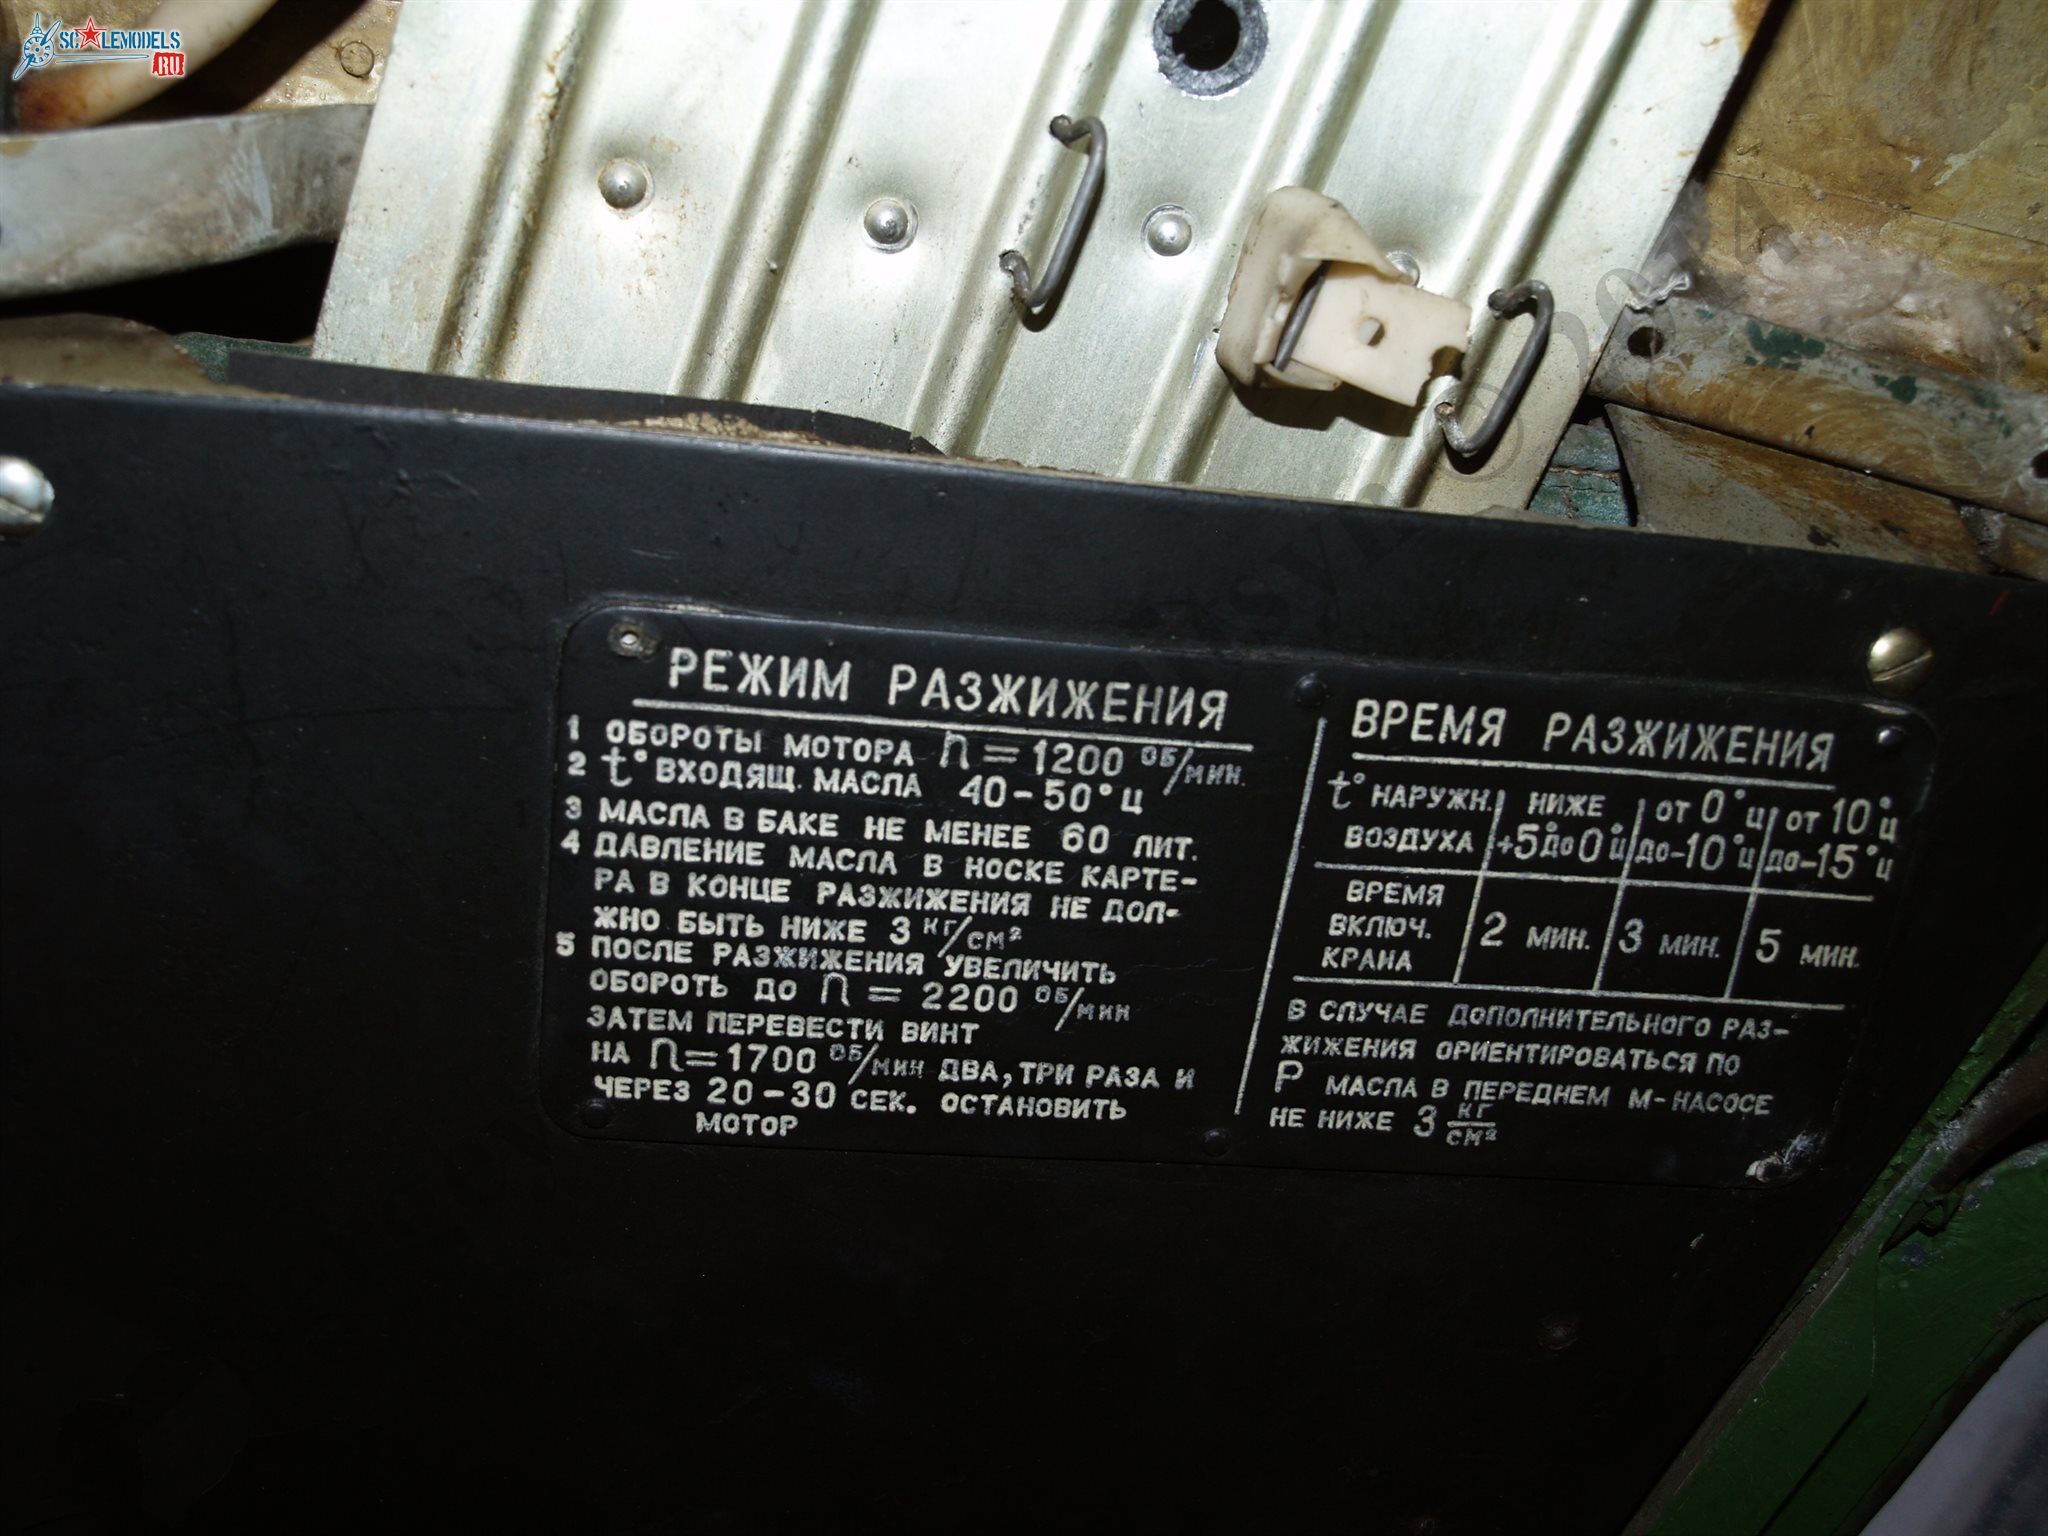 SCALEMODELS
RU
РЕЖИМ РАЗЖИЖЕНИЯ
1 ОБОРОТЫ МОТОРА n = 1200 ОБ/МИН.
2 t° ВХОДЯЩ. МАСЛА 40-50° Ц
3 МАСЛА В БАКЕ НЕ МЕНЕЕ 60 ЛИТ.
4 ДАВЛЕНИЕ МАСЛА В НОСКЕ КАРТЕ-
РА В КОНЦЕ РАЗЖИЖЕНИЯ НЕ ДОЛ-
ЖНО БЫТЬ НИЖЕ 3 КГ/СМ²
5 ПОСЛЕ РАЗЖИЖЕНИЯ УВЕЛИЧИТЬ
ОБОРОТЬ ДО n = 2200 ОБ/МИН
ЗАТЕМ ПЕРЕВЕСТИ ВИНТ
НА n = 1700 ОБ/МИН ДВА, ТРИ РАЗА И
ЧЕРЕЗ 20-30 СЕК. ОСТАНОВИТЬ
МОТОР
ВРЕМЯ РАЗЖИЖЕНИЯ
t° НАРУЖН. НИЖЕ ОТ 0°Ц ОТ 10°Ц
ВОЗДУХА +5°ДО 0°Ц ДО-10°Ц ДО-15°Ц
ВРЕМЯ
ВКЛЮЧ. 2 МИН. 3 МИН. 5 МИН.
КРАНА
В СЛУЧАЕ ДОПОЛНИТЕЛЬНОГО РАЗ-
ЖИЖЕНИЯ ОРИЕНТИРОВАТЬСЯ ПО
Р МАСЛА В ПЕРЕДНЕМ М-НАСОСЕ
НЕ НИЖЕ 3 КГ/СМ²